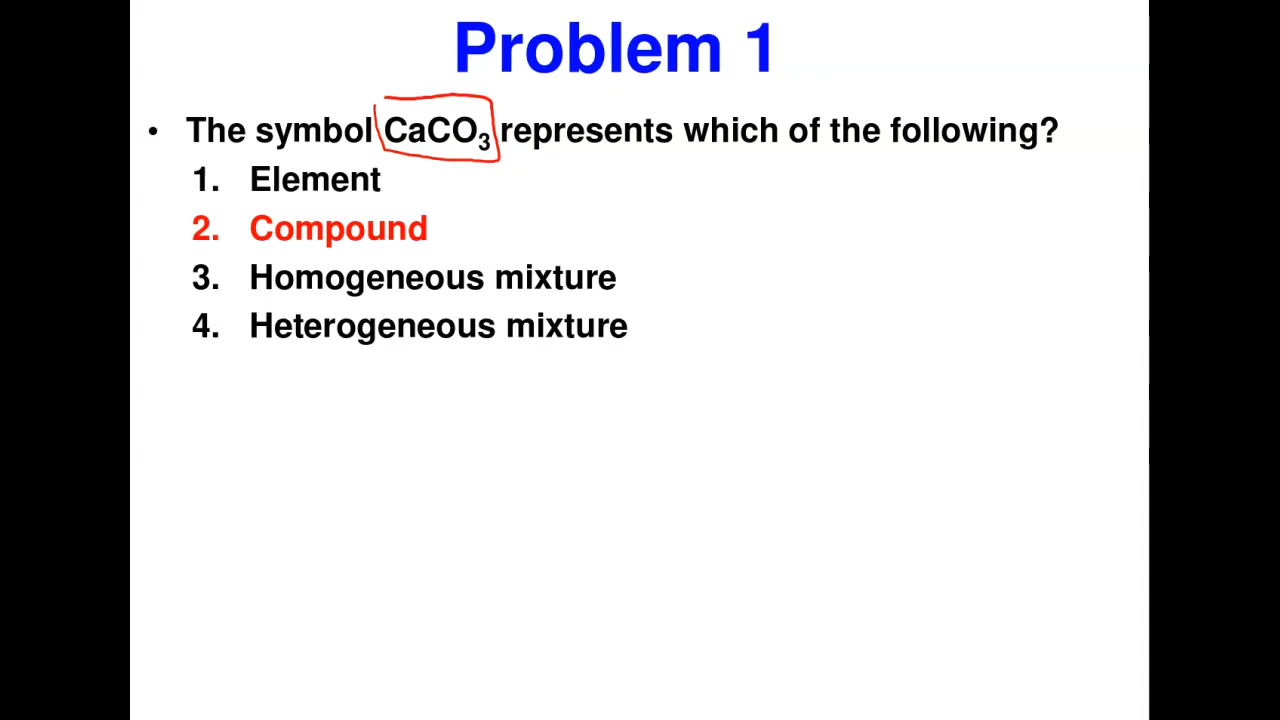 Problem 1
• The symbol CaCO₃ represents which of the following?
1. Element
2. Compound
3. Homogeneous mixture
4. Heterogeneous mixture